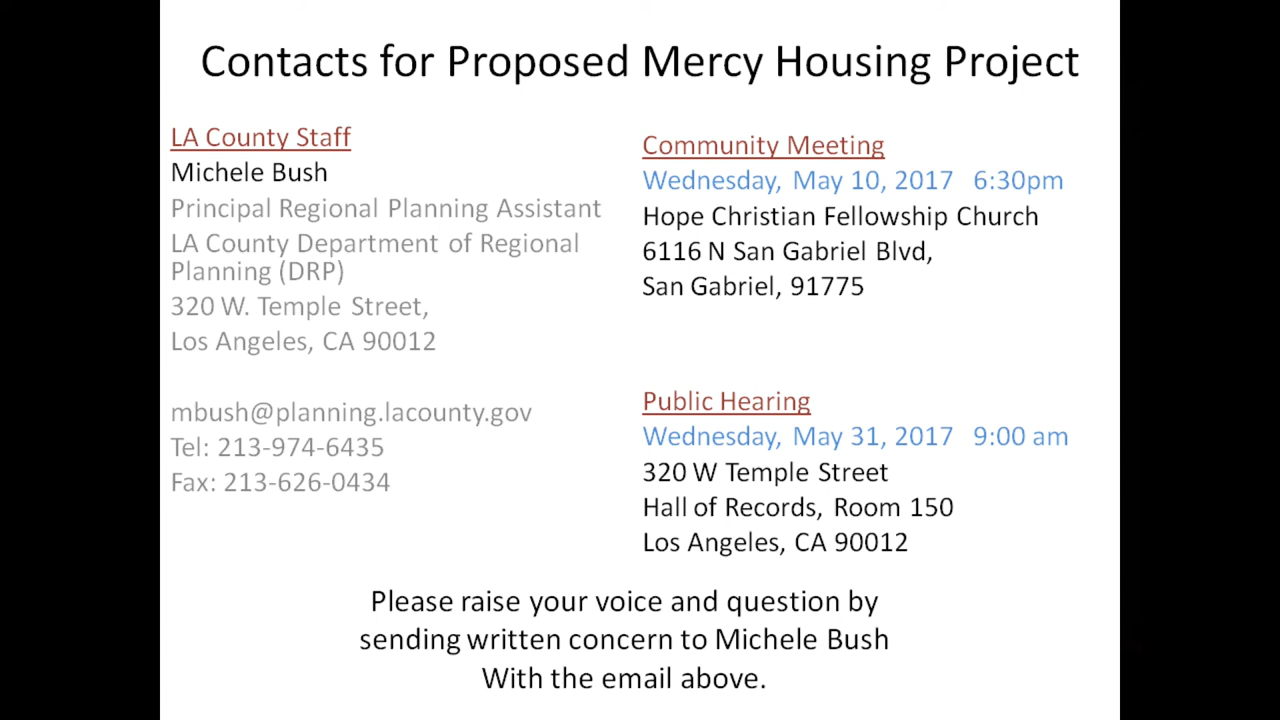 Contacts for Proposed Mercy Housing Project
LA County Staff
Michele Bush
Principal Regional Planning Assistant
LA County Department of Regional
Planning (DRP)
320 W. Temple Street,
Los Angeles, CA 90012
mbush@planning.lacounty.gov
Tel: 213-974-6435
Fax: 213-626-0434
Community Meeting
Wednesday, May 10, 2017 6:30pm
Hope Christian Fellowship Church
6116 N San Gabriel Blvd,
San Gabriel, 91775
Public Hearing
Wednesday, May 31, 2017 9:00 am
320 W Temple Street
Hall of Records, Room 150
Los Angeles, CA 90012
Please raise your voice and question by
sending written concern to Michele Bush
With the email above.